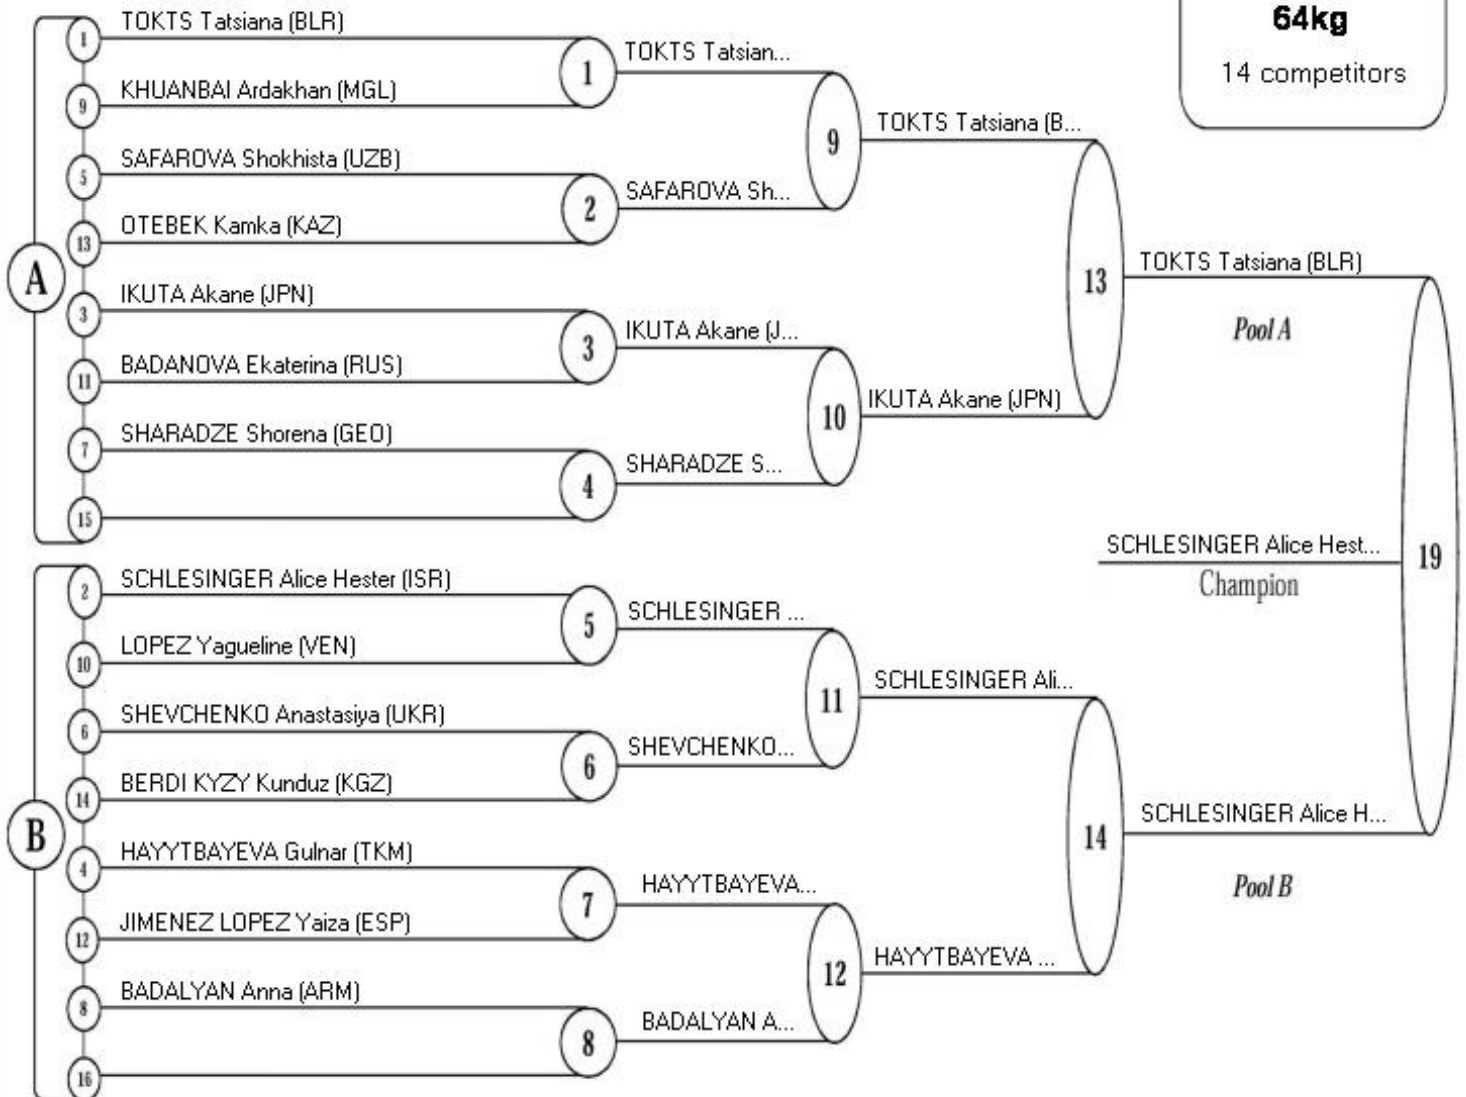 64kg
14 competitors
A
1
TOKTS Tatsiana (BLR)
9
KHUANBAI Ardakhan (MGL)
5
SAFAROVA Shokhista (UZB)
13
OTEBEK Kamka (KAZ)
3
IKUTA Akane (JPN)
11
BADANOVA Ekaterina (RUS)
7
SHARADZE Shorena (GEO)
15
B
2
SCHLESINGER Alice Hester (ISR)
10
LOPEZ Yagueline (VEN)
6
SHEVCHENKO Anastasiya (UKR)
14
BERDI KYZY Kunduz (KGZ)
4
HAYYTBAYEVA Gulnar (TKM)
12
JIMENEZ LOPEZ Yaiza (ESP)
8
BADALYAN Anna (ARM)
16
1
TOKTS Tatsian...
2
SAFAROVA Sh...
3
IKUTA Akane (J...
4
SHARADZE S...
5
SCHLESINGER ...
6
SHEVCHENKO...
7
HAYYTBAYEVA...
8
BADALYAN A...
9
TOKTS Tatsiana (B...
10
IKUTA Akane (JPN)
11
SCHLESINGER Ali...
12
HAYYTBAYEVA ...
13
TOKTS Tatsiana (BLR)
Pool A
14
SCHLESINGER Alice H...
Pool B
19
SCHLESINGER Alice Hest...
Champion